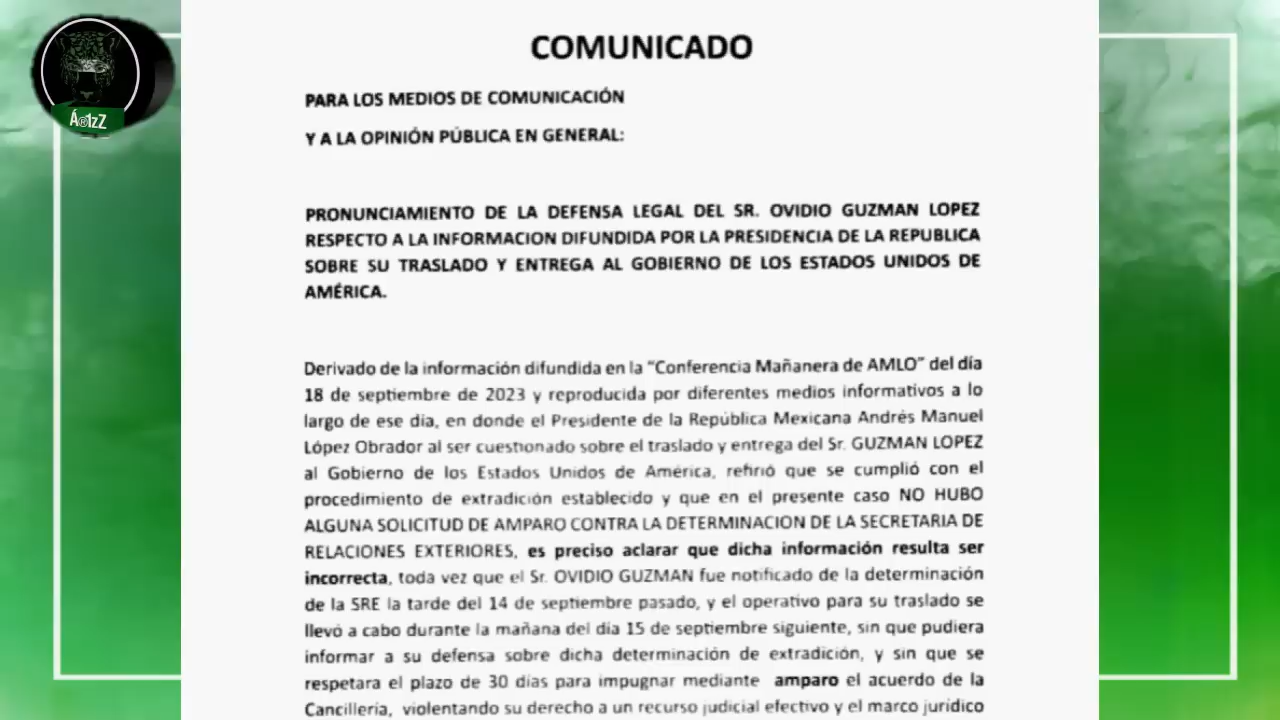 COMUNICADO
PARA LOS MEDIOS DE COMUNICACIÓN
Y A LA OPINIÓN PÚBLICA EN GENERAL:
PRONUNCIAMIENTO DE LA DEFENSA LEGAL DEL SR. OVIDIO GUZMAN LOPEZ
RESPECTO A LA INFORMACION DIFUNDIDA POR LA PRESIDENCIA DE LA REPUBLICA
SOBRE SU TRASLADO Y ENTREGA AL GOBIERNO DE LOS ESTADOS UNIDOS DE
AMÉRICA.
Derivado de la información difundida en la “Conferencia Mañanera de AMLO” del día
18 de septiembre de 2023 y reproducida por diferentes medios informativos a lo
largo de ese día, en donde el Presidente de la República Mexicana Andrés Manuel
López Obrador al ser cuestionado sobre el traslado y entrega del Sr. GUZMAN LOPEZ
al Gobierno de los Estados Unidos de América, refirió que se cumplió con el
procedimiento de extradición establecido y que en el presente caso NO HUBO
ALGUNA SOLICITUD DE AMPARO CONTRA LA DETERMINACION DE LA SECRETARIA DE
RELACIONES EXTERIORES, es preciso aclarar que dicha información resulta ser
incorrecta, toda vez que el Sr. OVIDIO GUZMAN fue notificado de la determinación
de la SRE la tarde del 14 de septiembre pasado, y el operativo para su traslado se
llevó a cabo durante la mañana del día 15 de septiembre siguiente, sin que pudiera
informar a su defensa sobre dicha determinación de extradición, y sin que se
respetara el plazo de 30 días para impugnar mediante amparo el acuerdo de la
Cancillería, violentando su derecho a un recurso judicial efectivo y el marco jurídico
Á®1zZ